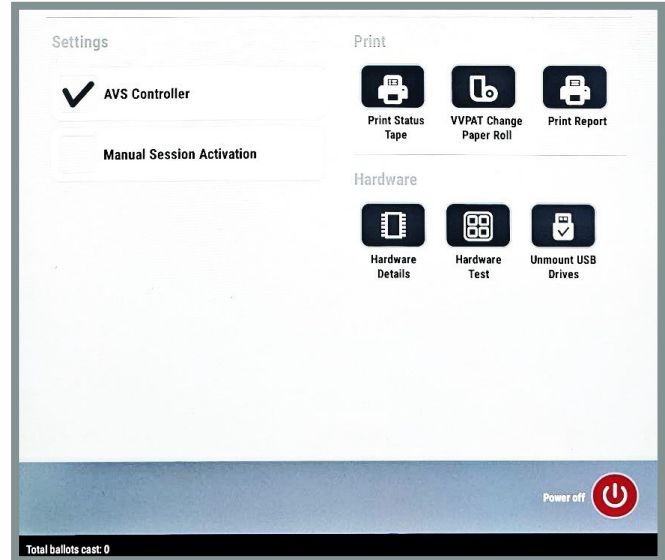 Settings
AVS Controller
Manual Session Activation
Print
Print Status
Tape
VVPAT Change
Paper Roll
Print Report
Hardware
Hardware
Details
Hardware
Test
Unmount USB
Drives
Power off
Total ballots cast: 0